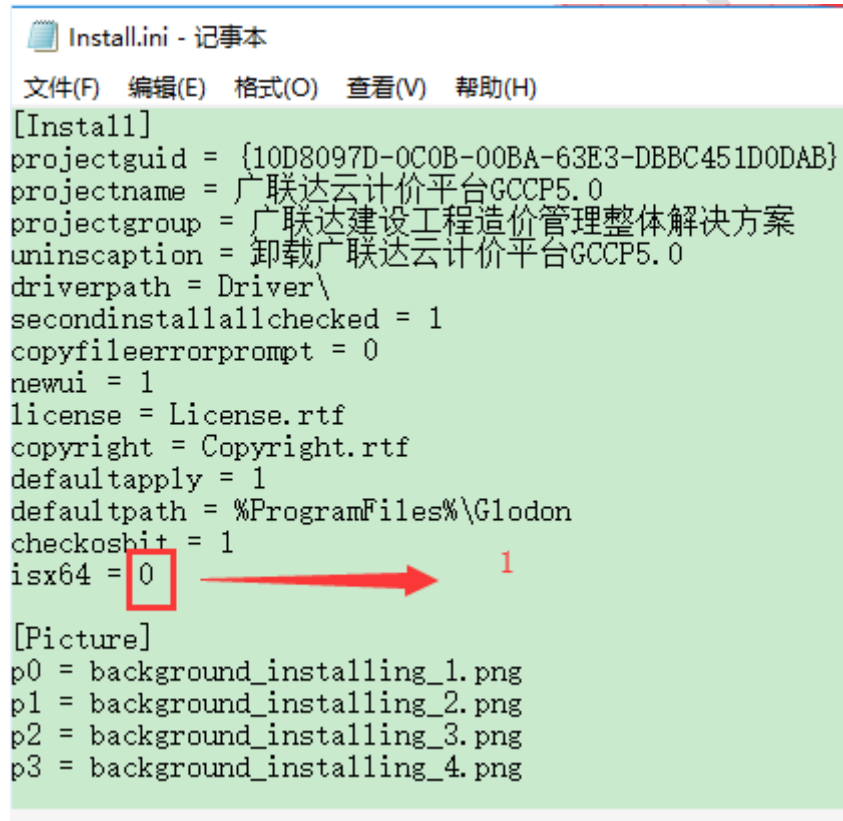 Install.ini - 记事本
文件(F) 编辑(E) 格式(O) 查看(V) 帮助(H)
[Install]
projectguid = {10D8097D-0C0B-00BA-63E3-DBBC451D0DAB}
projectname = 广联达云计价平台GCCP5.0
projectgroup = 广联达建设工程造价管理整体解决方案
uninscaption = 卸载广联达云计价平台GCCP5.0
driverpath = Driver\
secondinstallallchecked = 1
copyfileerrorprompt = 0
newui = 1
license = License.rtf
copyright = Copyright.rtf
defaultapply = 1
defaultpath = %ProgramFiles%\Glodon
checkosbit = 1
isx64 = 0 1
[Picture]
p0 = background_installing_1.png
p1 = background_installing_2.png
p2 = background_installing_3.png
p3 = background_installing_4.png